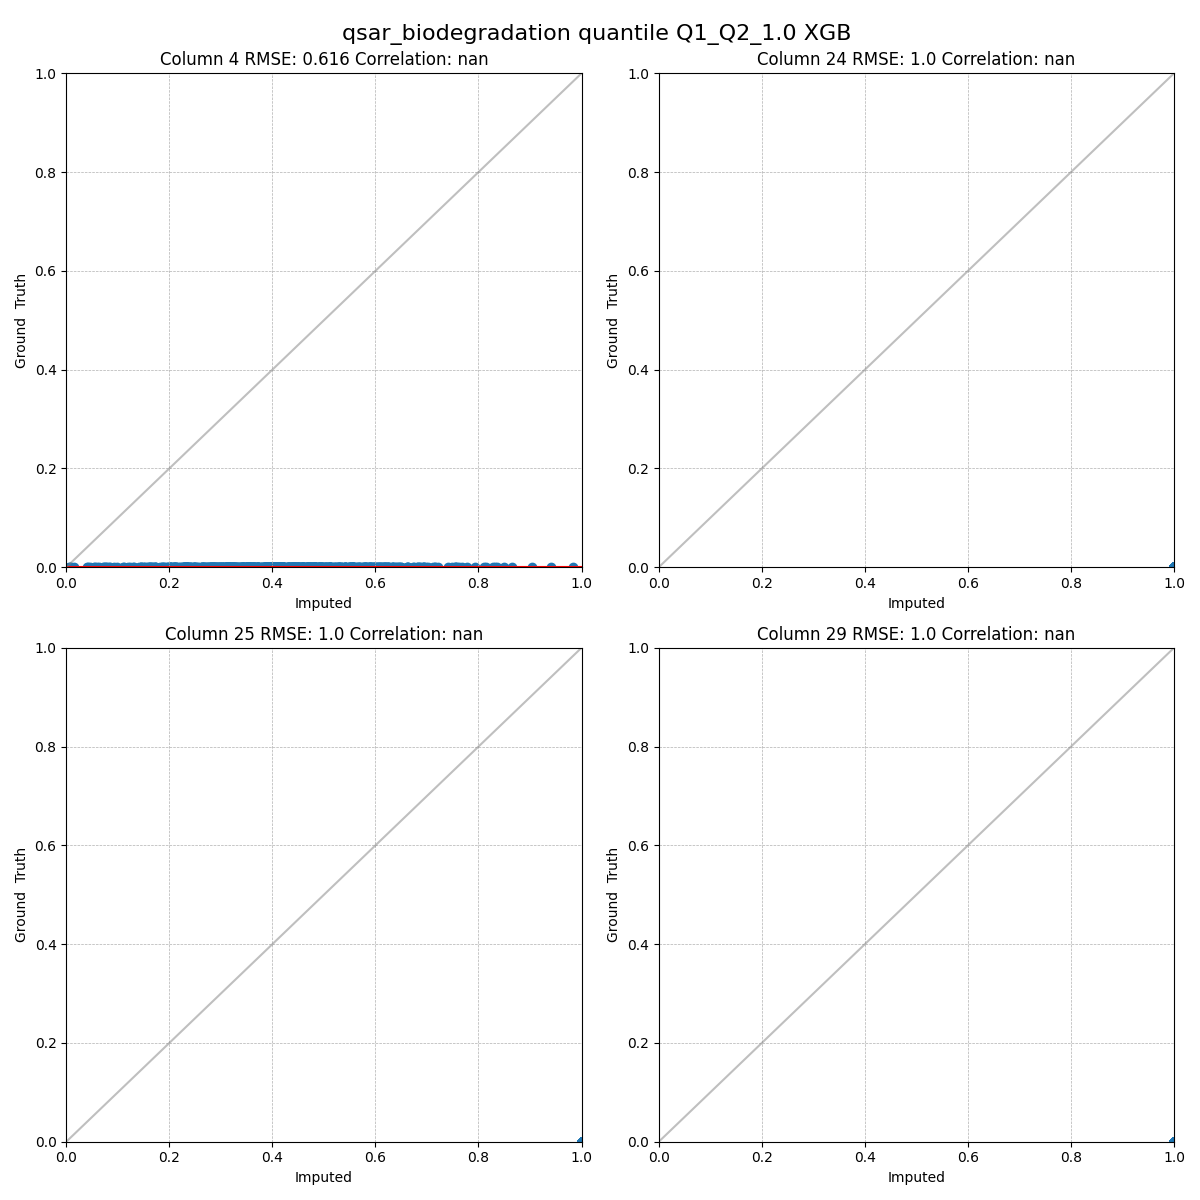 qsar_biodegradation quantile Q1_Q2_1.0 XGB
Column 4 RMSE: 0.616 Correlation: nan
Column 24 RMSE: 1.0 Correlation: nan
1.0
0.8
0.6
0.4
0.2
0.0
Ground Truth
0.0 0.2 0.4 0.6 0.8 1.0
Imputed
1.0
0.8
0.6
0.4
0.2
0.0
Ground Truth
0.0 0.2 0.4 0.6 0.8 1.0
Imputed
Column 25 RMSE: 1.0 Correlation: nan
Column 29 RMSE: 1.0 Correlation: nan
1.0
0.8
0.6
0.4
0.2
0.0
Ground Truth
0.0 0.2 0.4 0.6 0.8 1.0
Imputed
1.0
0.8
0.6
0.4
0.2
0.0
Ground Truth
0.0 0.2 0.4 0.6 0.8 1.0
Imputed